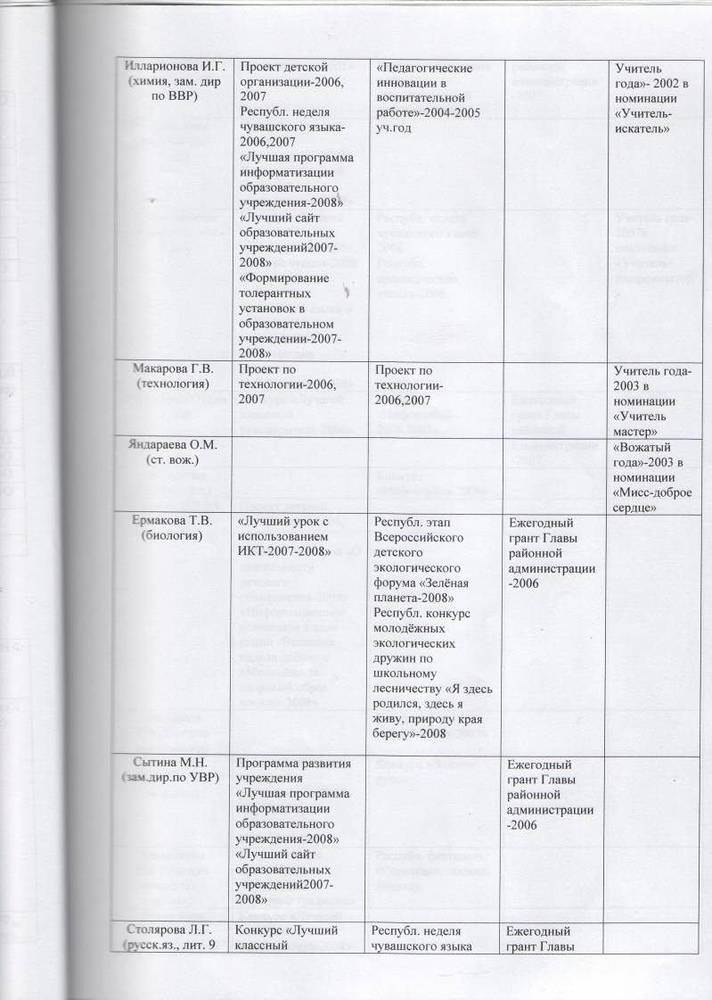 Илларионова И.Г.
(химия, зам. дир
по ВВР)
Проект детской
организации-2006,
2007
Республ. неделя
чувашского языка-
2006,2007
«Лучшая программа
информатизации
образовательного
учреждения-2008»
«Лучший сайт
образовательных
учреждений2007-
2008»
«Формирование
толерантных
установок в
образовательном
учреждении-2007-
2008»
«Педагогические
инновации в
воспитательной
работе»-2004-2005
уч.год
Учитель
года»- 2002 в
номинации
«Учитель-
искатель»
Макарова Г.В.
(технология)
Проект по
технологии-2006,
2007
Проект по
технологии-
2006,2007
Учитель года-
2003 в
номинации
«Учитель
мастер»
Яндараева О.М.
(ст. вож.)
«Вожатый
года»-2003 в
номинации
«Мисс-доброе
сердце»
Ермакова Т.В.
(биология)
«Лучший урок с
использованием
ИКТ-2007-2008»
Республ. этап
Всероссийского
детского
экологического
форума «Зелёная
планета-2008»
Республ. конкурс
молодёжных
экологических
дружин по
школьному
лесничеству «Я здесь
родился, здесь я
живу, природу края
берегу»-2008
Ежегодный
грант Главы
районной
администрации
-2006
Сытина М.Н.
(зам.дир.по УВР)
Программа развития
учреждения
«Лучшая программа
информатизации
образовательного
учреждения-2008»
«Лучший сайт
образовательных
учреждений2007-
2008»
Ежегодный
грант Главы
районной
администрации
-2006
Столярова Л.Г.
(русск.яз., лит. 9
Конкурс «Лучший
классный
Республ. неделя
чувашского языка
Ежегодный
грант Главы